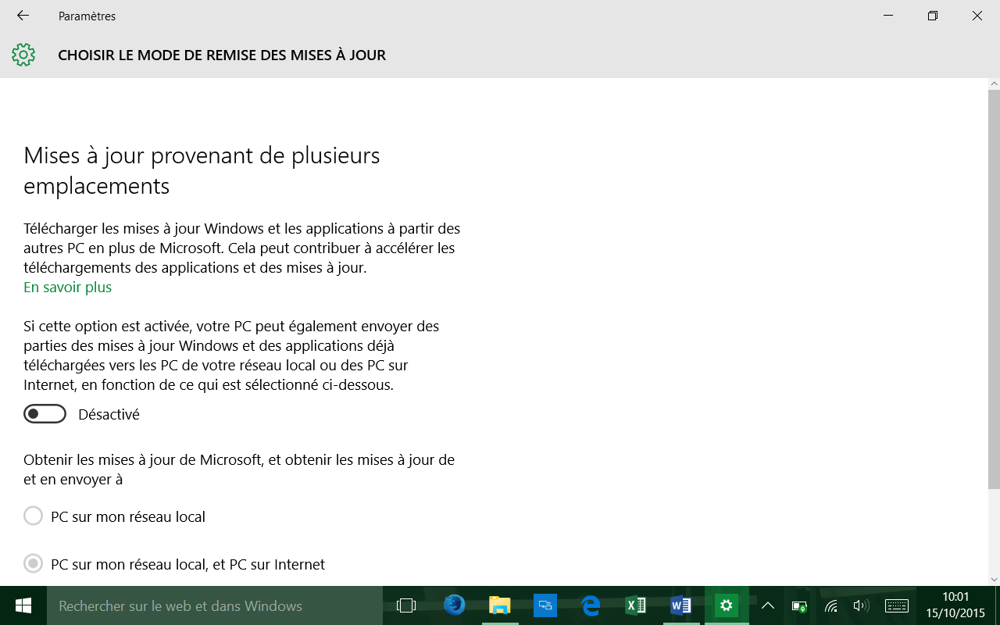 Paramètres
CHOISIR LE MODE DE REMISE DES MISES À JOUR
Mises à jour provenant de plusieurs
emplacements
Télécharger les mises à jour Windows et les applications à partir des
autres PC en plus de Microsoft. Cela peut contribuer à accélérer les
téléchargements des applications et des mises à jour.
En savoir plus
Si cette option est activée, votre PC peut également envoyer des
parties des mises à jour Windows et des applications déjà
téléchargées vers les PC de votre réseau local ou des PC sur
Internet, en fonction de ce qui est sélectionné ci-dessous.
Désactivé
Obtenir les mises à jour de Microsoft, et obtenir les mises à jour de
et en envoyer à
PC sur mon réseau local
PC sur mon réseau local, et PC sur Internet
Rechercher sur le web et dans Windows
10:01
15/10/2015